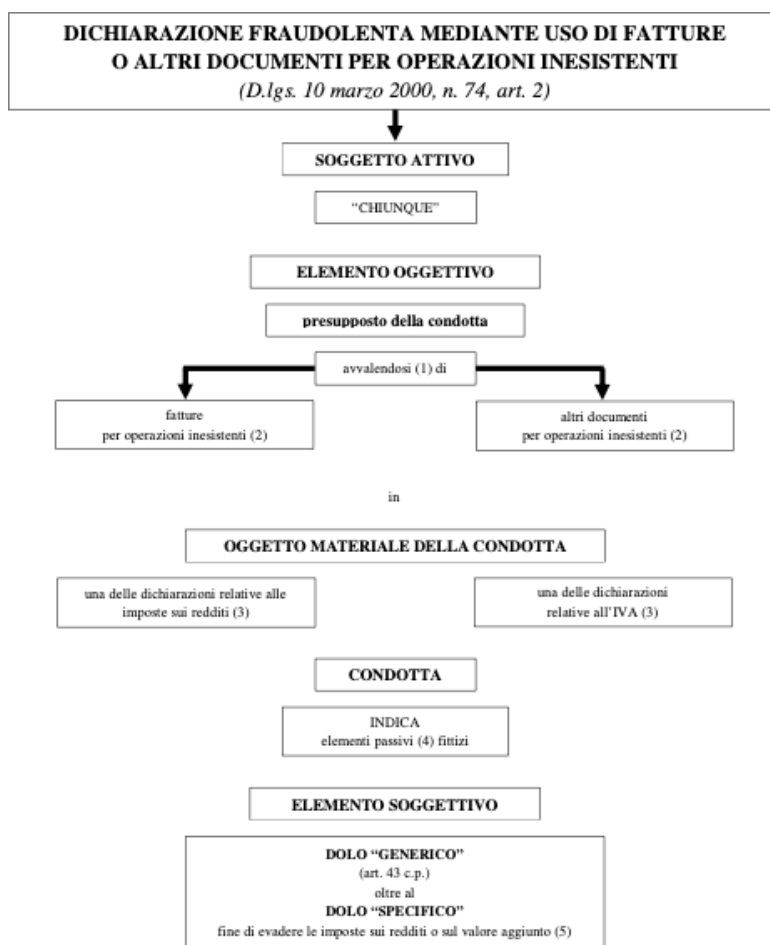 DICHIARAZIONE FRAUDOLENTA MEDIANTE USO DI FATTURE
O ALTRI DOCUMENTI PER OPERAZIONI INESISTENTI
(D.lgs. 10 marzo 2000, n. 74, art. 2)
SOGGETTO ATTIVO
“CHIUNQUE”
ELEMENTO OGGETTIVO
presupposto della condotta
avvalendosi (1) di
fatture
per operazioni inesistenti (2)
altri documenti
per operazioni inesistenti (2)
in
OGGETTO MATERIALE DELLA CONDOTTA
una delle dichiarazioni relative alle
imposte sui redditi (3)
una delle dichiarazioni
relative all’IVA (3)
CONDOTTA
INDICA
elementi passivi (4) fittizi
ELEMENTO SOGGETTIVO
DOLO “GENERICO”
(art. 43 c.p.)
oltre al
DOLO “SPECIFICO”
fine di evadere le imposte sui redditi o sul valore aggiunto (5)